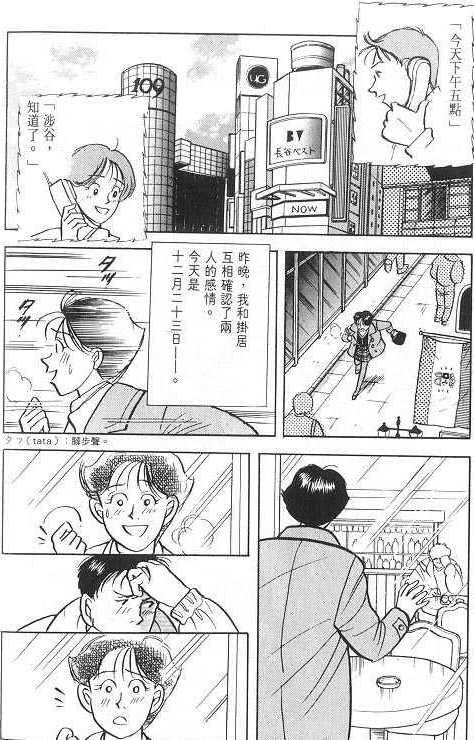 「今天下午五點」
「涉谷，
知道了。」
109
UG
BV
長谷ベスト
NOW
昨晚，我和掛居
互相確認了兩
人的感情。
今天是
十二月二十三日——。
タッ
タッ
タッ（tata）：腳步聲。